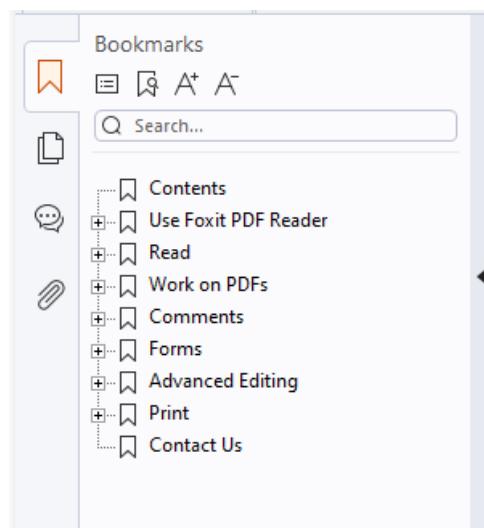 Bookmarks
A+ A-
Search...
Contents
Use Foxit PDF Reader
Read
Work on PDFs
Comments
Forms
Advanced Editing
Print
Contact Us